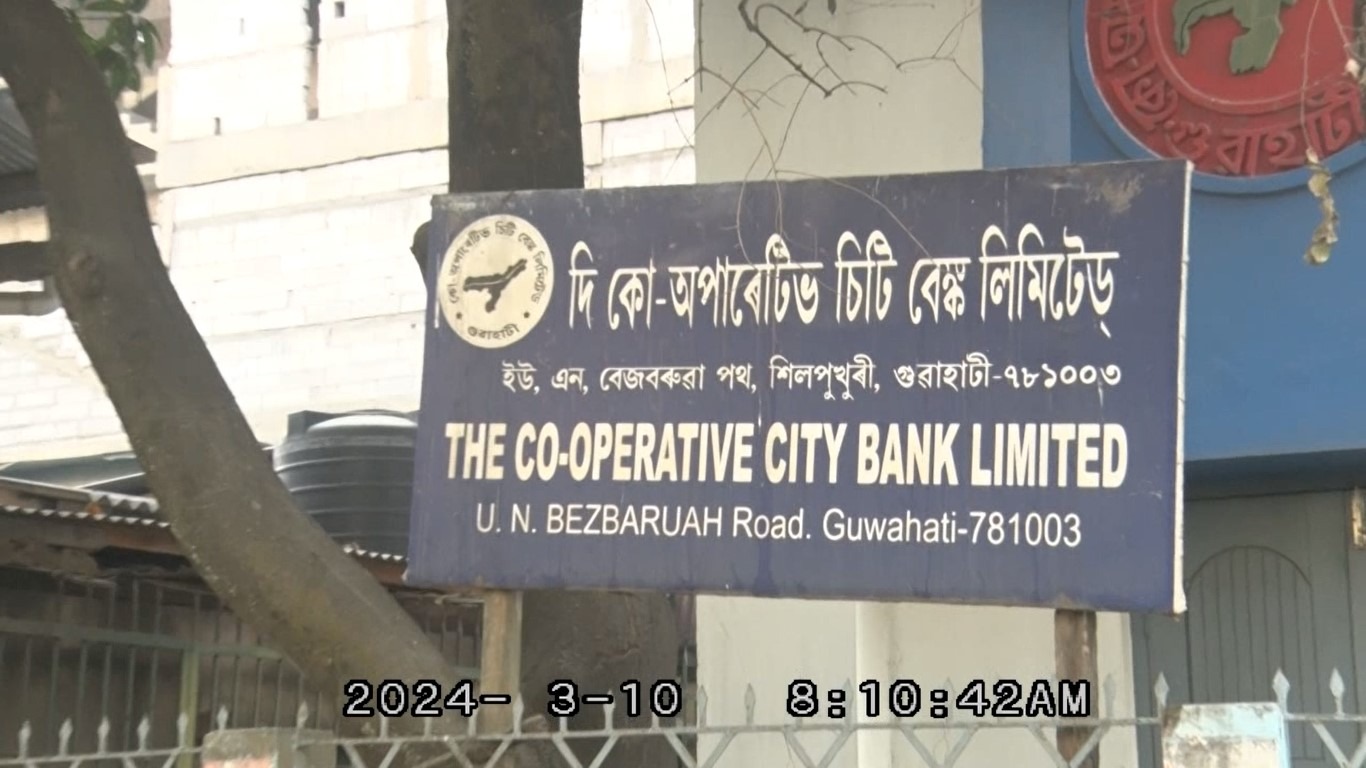 দি কো-অপাৰেটিভ চিটি বেঙ্ক লিমিটেড্
ইউ, এন, বেজবৰুৱা পথ, শিলপুখুৰী, গুৱাহাটী-৭৮১০০৩
THE CO-OPERATIVE CITY BANK LIMITED
U. N. BEZBARUAH Road. Guwahati-781003
কো-অপাৰেটিভ চিটি বেঙ্ক লিমিটেড
গুৱাহাটী
গুৱাহাটী
2024- 3-10 8:10:42AM